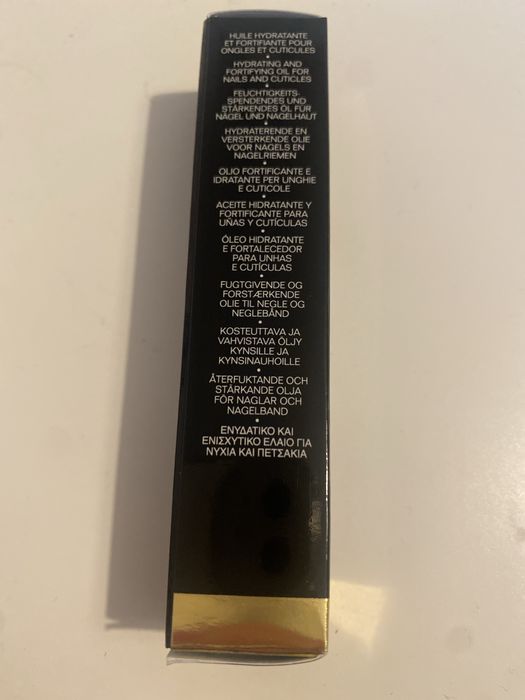 HUILE HYDRATANTE
ET FORTIFIANTE POUR
ONGLES ET CUTICULES
•
HYDRATING AND
FORTIFYING OIL FOR
NAILS AND CUTICLES
•
FEUCHTIGKEITS-
SPENDENDES UND
STÄRKENDES ÖL FÜR
NÄGEL UND NAGELHAUT
•
HYDRATERENDE EN
VERSTERKENDE OLIE
VOOR NAGELS EN
NAGELRIEMEN
•
OLIO FORTIFICANTE E
IDRATANTE PER UNGHIE
E CUTICOLE
•
ACEITE HIDRATANTE Y
FORTIFICANTE PARA
UÑAS Y CUTÍCULAS
•
ÓLEO HIDRATANTE
E FORTALECEDOR
PARA UNHAS
E CUTÍCULAS
•
FUGTGIVENDE OG
FORSTÆRKENDE
OLIE TIL NEGLE OG
NEGLEBÅND
•
KOSTEUTTAVA JA
VAHVISTAVA ÖLJY
KYNSILLE JA
KYNSINAUHOILLE
•
ÅTERFUKTANDE OCH
STÄRKANDE OLJA
FÖR NAGLAR OCH
NAGELBAND
•
ΕΝΥΔΑΤΙΚΟ ΚΑΙ
ΕΝΙΣΧΥΤΙΚΟ ΕΛΑΙΟ ΓΙΑ
ΝΥΧΙΑ ΚΑΙ ΠΕΤΣΑΚΙΑ